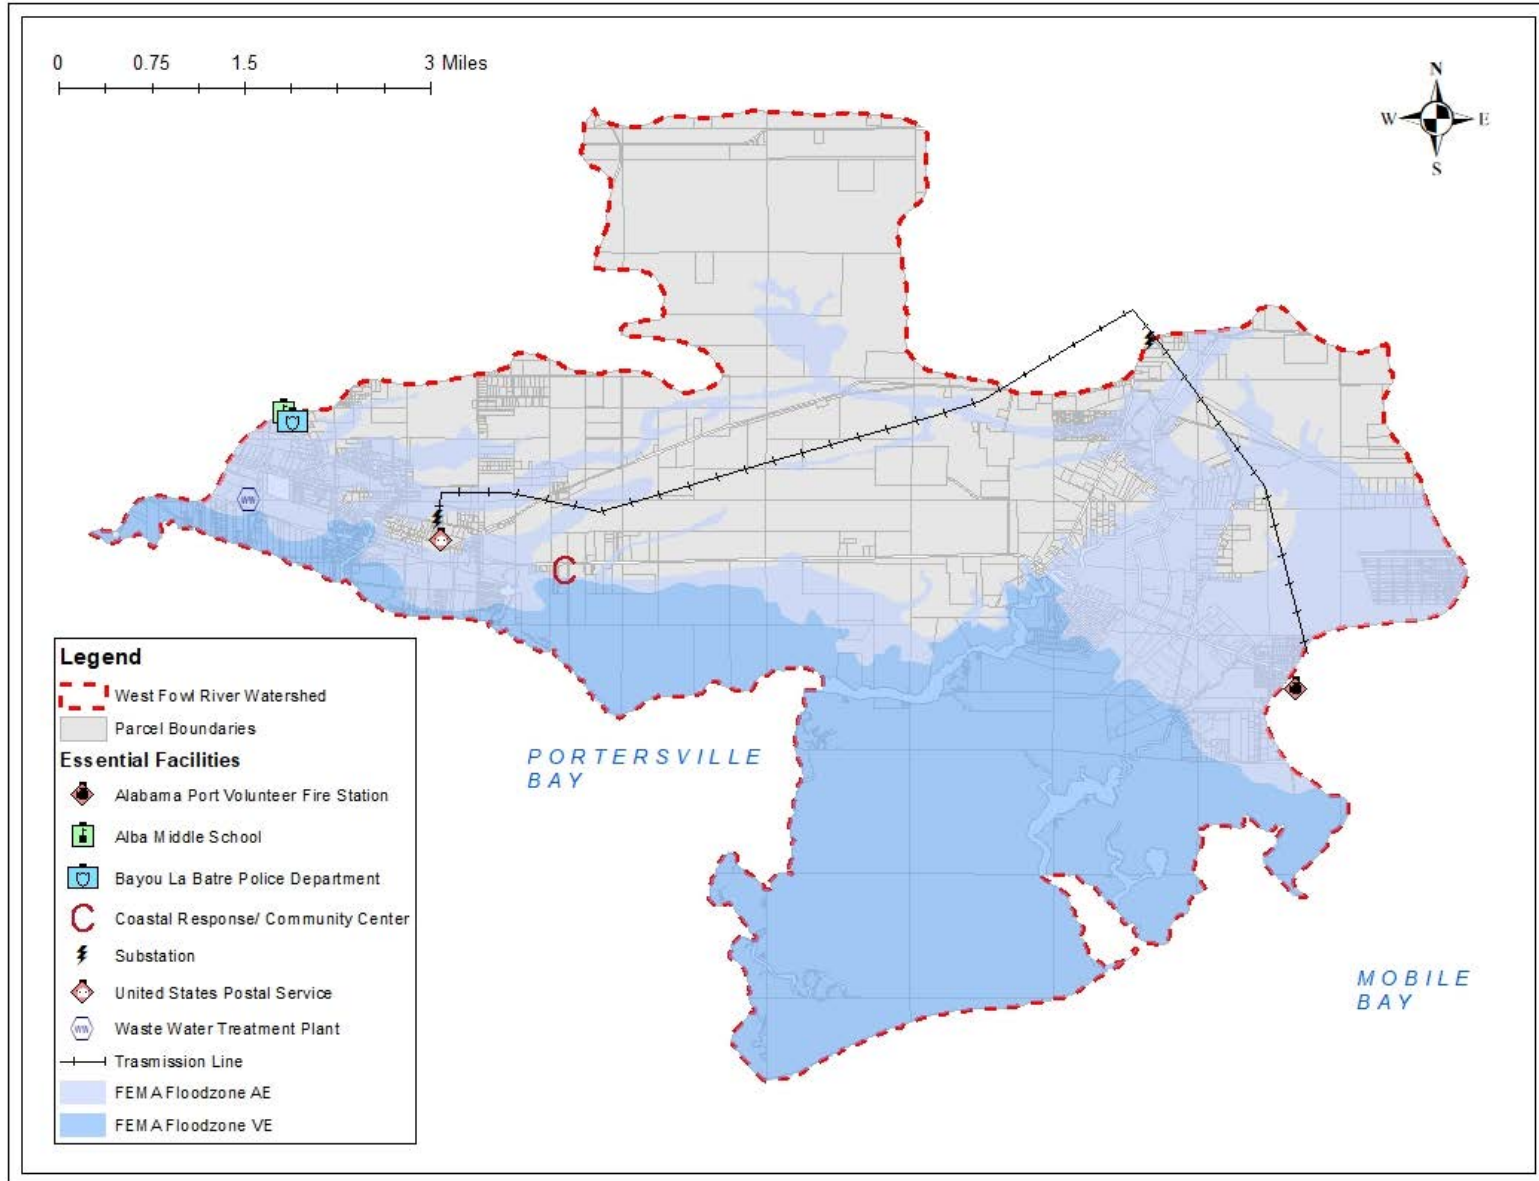 0 0.75 1.5 3 Miles
N
W E
S
PORTERSVILLE
BAY
MOBILE
BAY
Legend
West Fowl River Watershed
Parcel Boundaries
Essential Facilities
Alabama Port Volunteer Fire Station
Alba Middle School
Bayou La Batre Police Department
C
C Coastal Response/ Community Center
Substation
United States Postal Service
WW
WW Waste Water Treatment Plant
Trasmission Line
FEMA Floodzone AE
FEMA Floodzone VE